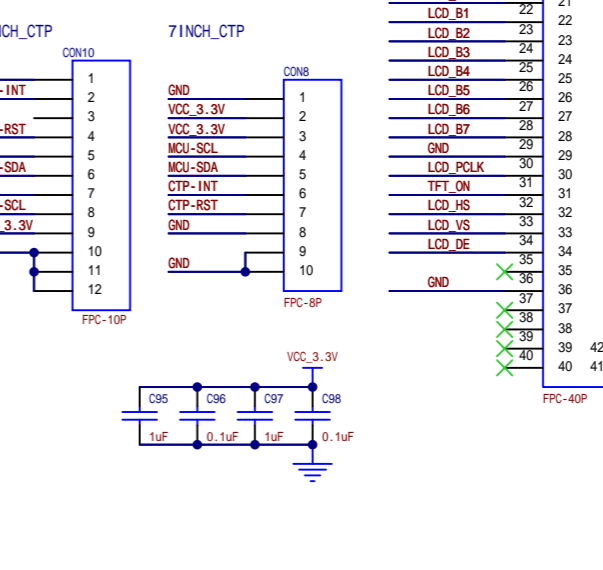 CH_CTP
CON10
-INT
-RST
-SDA
-SCL
_3.3V
1
2
3
4
5
6
7
8
9
10
11
12
FPC-10P
7INCH_CTP
CON8
GND
VCC_3.3V
VCC_3.3V
MCU-SCL
MCU-SDA
CTP-INT
CTP-RST
GND
GND
1
2
3
4
5
6
7
8
9
10
FPC-8P
VCC_3.3V
C95
C96
C97
C98
1uF
0.1uF
1uF
0.1uF
21
LCD_B1 22 22
LCD_B2 23 23
LCD_B3 24 24
LCD_B4 25 25
LCD_B5 26 26
LCD_B6 27 27
LCD_B7 28 28
GND 29 29
LCD_PCLK 30 30
TFT_ON 31 31
LCD_HS 32 32
LCD_VS 33 33
LCD_DE 34 34
35 35
GND 36 36
37 37
38 38
39 39 42
40 40 41
FPC-40P